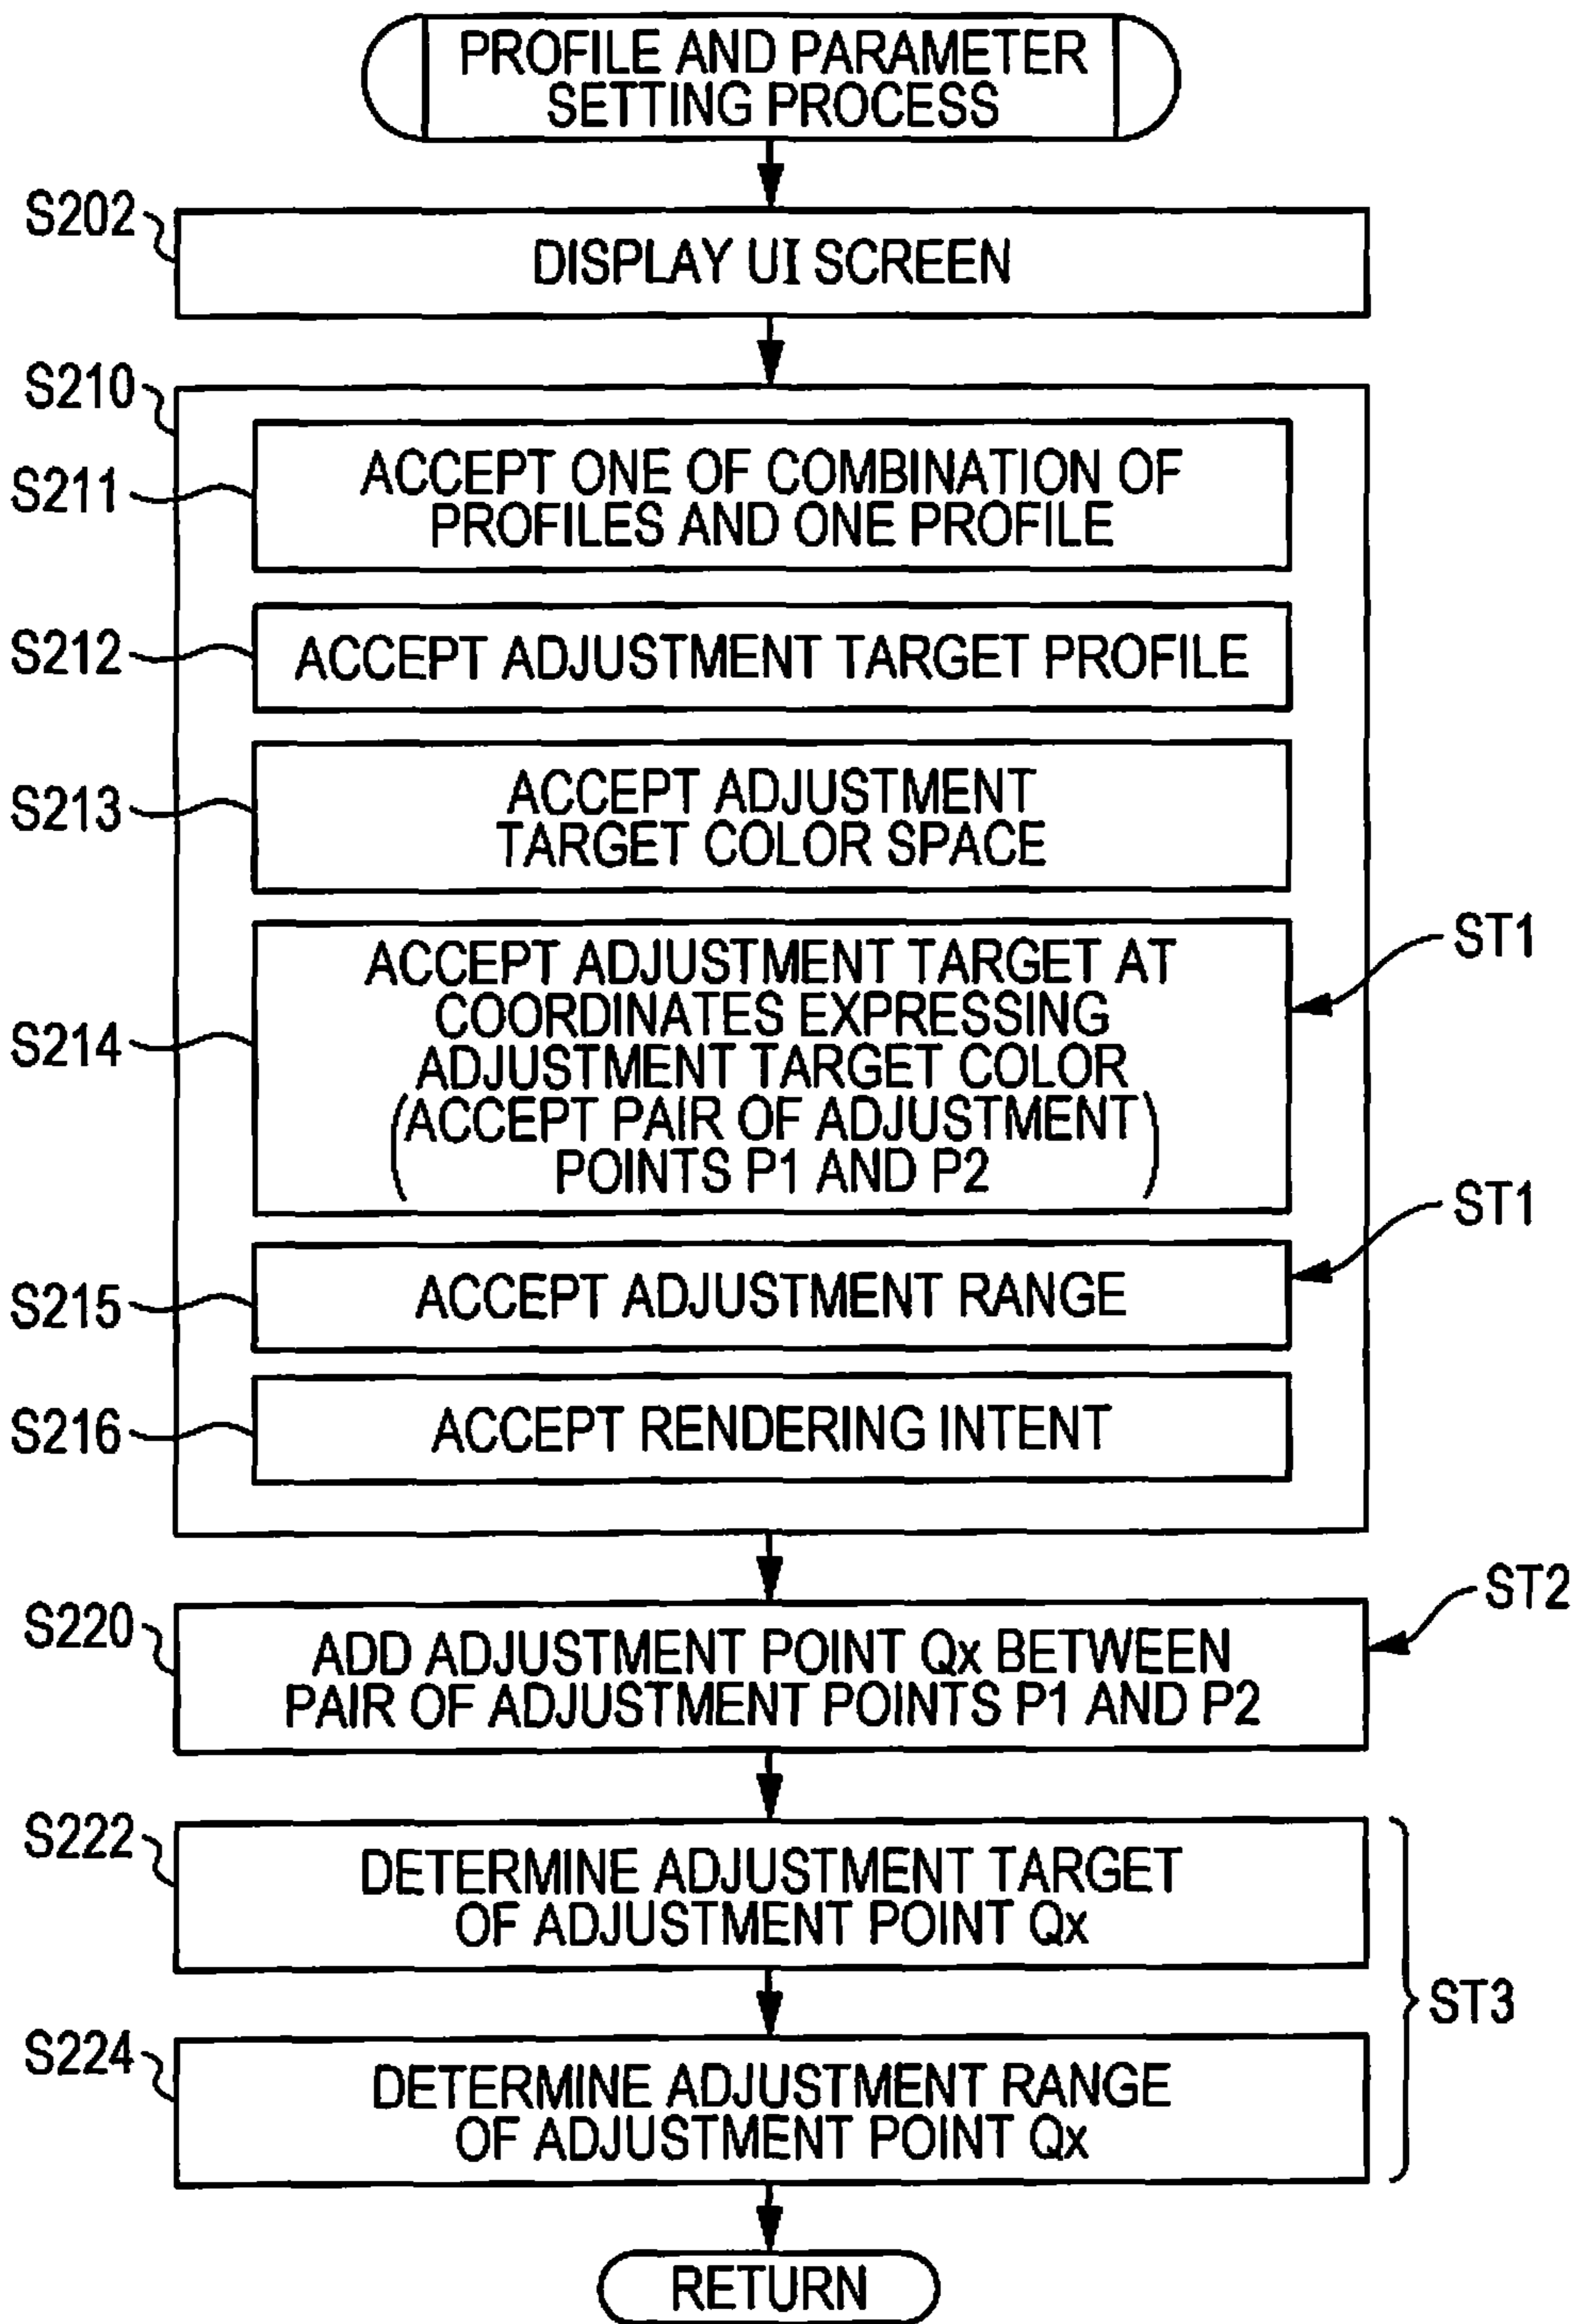 PROFILE AND PARAMETER
SETTING PROCESS
S202
DISPLAY UI SCREEN
S210
S211
ACCEPT ONE OF COMBINATION OF
PROFILES AND ONE PROFILE
S212
ACCEPT ADJUSTMENT TARGET PROFILE
S213
ACCEPT ADJUSTMENT
TARGET COLOR SPACE
S214
ACCEPT ADJUSTMENT TARGET AT
COORDINATES EXPRESSING
ADJUSTMENT TARGET COLOR
(ACCEPT PAIR OF ADJUSTMENT
POINTS P1 AND P2)
ST1
S215
ACCEPT ADJUSTMENT RANGE
ST1
S216
ACCEPT RENDERING INTENT
S220
ADD ADJUSTMENT POINT Qx BETWEEN
PAIR OF ADJUSTMENT POINTS P1 AND P2
ST2
S222
DETERMINE ADJUSTMENT TARGET
OF ADJUSTMENT POINT Qx
S224
DETERMINE ADJUSTMENT RANGE
OF ADJUSTMENT POINT Qx
ST3
RETURN